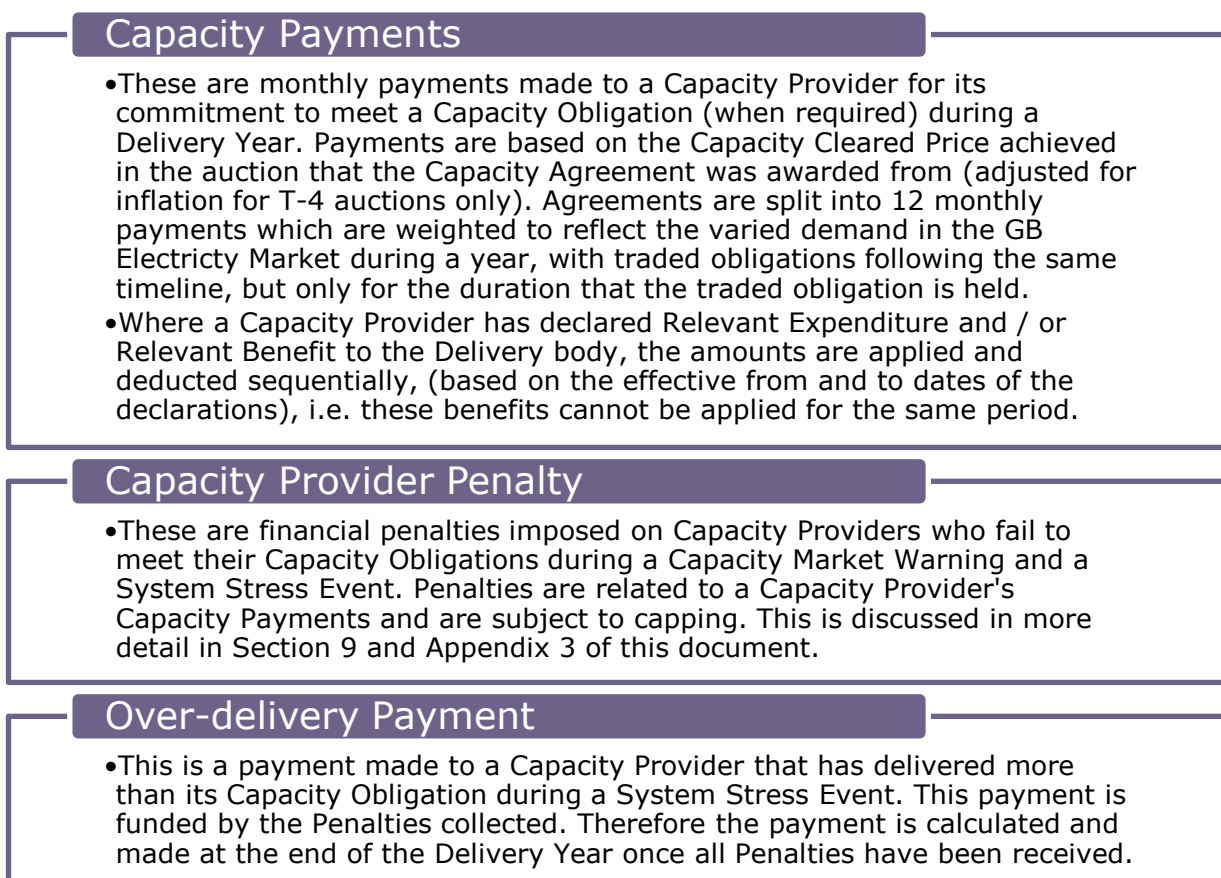 Capacity Payments
•These are monthly payments made to a Capacity Provider for its
commitment to meet a Capacity Obligation (when required) during a
Delivery Year. Payments are based on the Capacity Cleared Price achieved
in the auction that the Capacity Agreement was awarded from (adjusted for
inflation for T-4 auctions only). Agreements are split into 12 monthly
payments which are weighted to reflect the varied demand in the GB
Electricty Market during a year, with traded obligations following the same
timeline, but only for the duration that the traded obligation is held.
•Where a Capacity Provider has declared Relevant Expenditure and / or
Relevant Benefit to the Delivery body, the amounts are applied and
deducted sequentially, (based on the effective from and to dates of the
declarations), i.e. these benefits cannot be applied for the same period.
Capacity Provider Penalty
•These are financial penalties imposed on Capacity Providers who fail to
meet their Capacity Obligations during a Capacity Market Warning and a
System Stress Event. Penalties are related to a Capacity Provider's
Capacity Payments and are subject to capping. This is discussed in more
detail in Section 9 and Appendix 3 of this document.
Over-delivery Payment
•This is a payment made to a Capacity Provider that has delivered more
than its Capacity Obligation during a System Stress Event. This payment is
funded by the Penalties collected. Therefore the payment is calculated and
made at the end of the Delivery Year once all Penalties have been received.